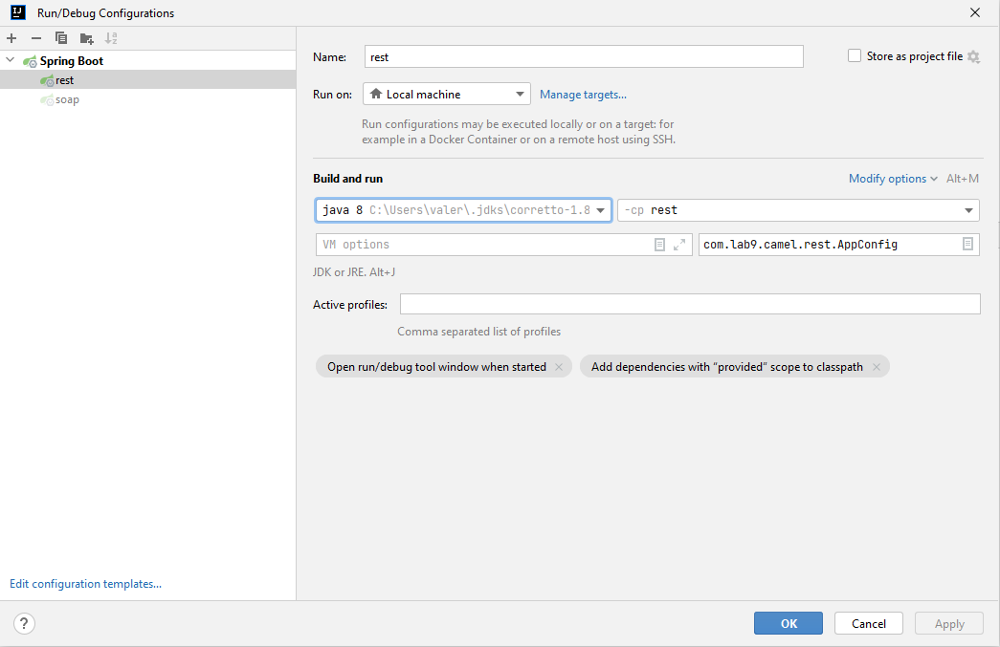 Run/Debug Configurations
Spring Boot
rest
soap
Edit configuration templates...
Name: rest
Store as project file
Run on: Local machine Manage targets...
Run configurations may be executed locally or on a target: for
example in a Docker Container or on a remote host using SSH.
Build and run Modify options Alt+M
java 8 C:\Users\valer\.jdks\corretto-1.8 -cp rest
VM options com.lab9.camel.rest.AppConfig
JDK or JRE. Alt+J
Active profiles:
Comma separated list of profiles
Open run/debug tool window when started Add dependencies with “provided” scope to classpath
? OK Cancel Apply